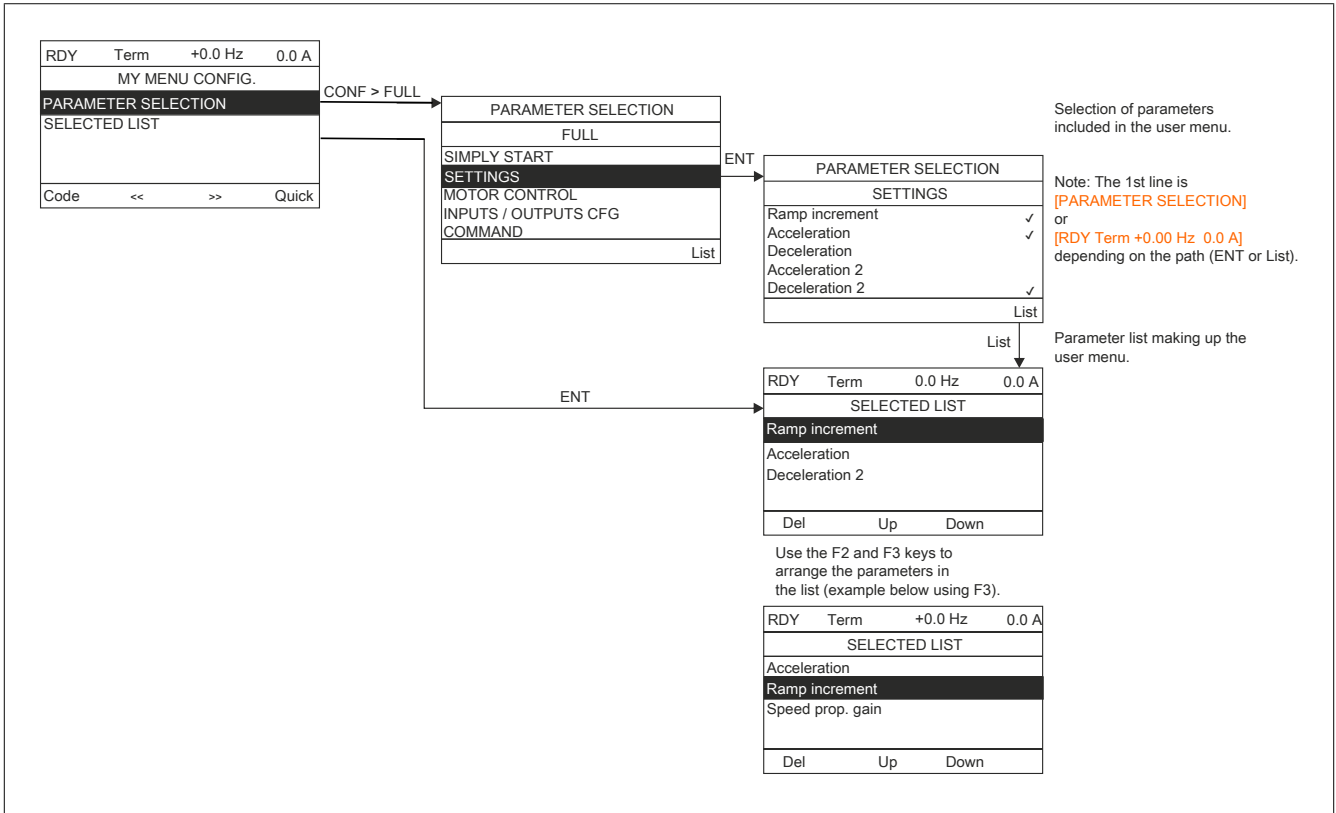 RDY Term +0.0 Hz 0.0 A
MY MENU CONFIG.
PARAMETER SELECTION
SELECTED LIST
Code << >> Quick
CONF > FULL
PARAMETER SELECTION
FULL
SIMPLY START
SETTINGS
MOTOR CONTROL
INPUTS / OUTPUTS CFG
COMMAND
List
ENT
PARAMETER SELECTION
SETTINGS
Ramp increment ✓
Acceleration ✓
Deceleration
Acceleration 2
Deceleration 2 ✓
List
Selection of parameters
included in the user menu.
Note: The 1st line is
[PARAMETER SELECTION]
or
[RDY Term +0.00 Hz 0.0 A]
depending on the path (ENT or List).
List
Parameter list making up the
user menu.
ENT
RDY Term 0.0 Hz 0.0 A
SELECTED LIST
Ramp increment
Acceleration
Deceleration 2
Del Up Down
Use the F2 and F3 keys to
arrange the parameters in
the list (example below using F3).
RDY Term +0.0 Hz 0.0 A
SELECTED LIST
Acceleration
Ramp increment
Speed prop. gain
Del Up Down